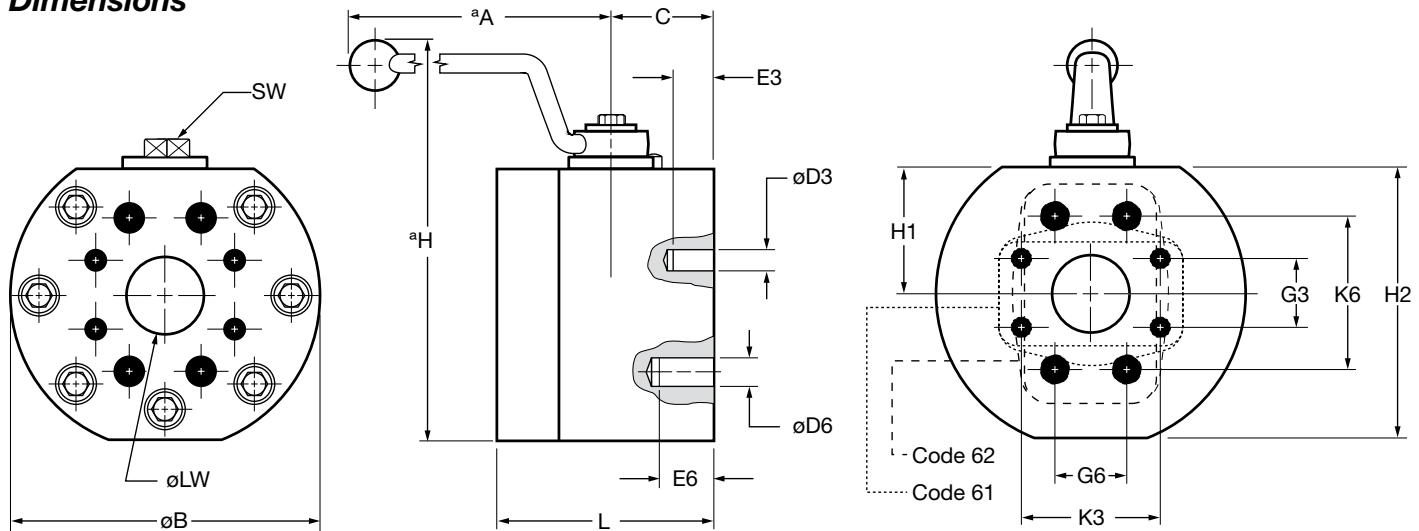 Dimensions
ªA
C
E3
SW
øD3
ªH
H1
G3
K6
H2
øD6
Code 62
E6
G6
øLW
Code 61
øB
L
K3